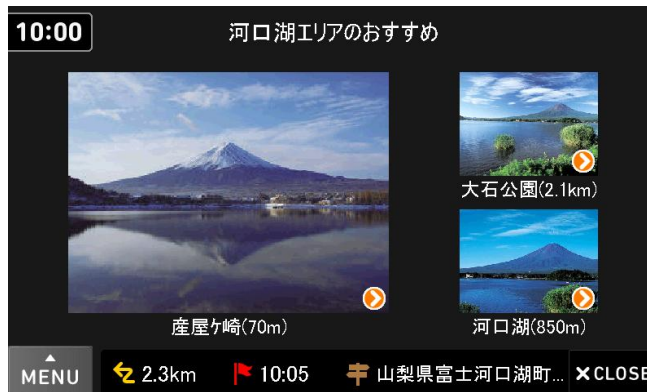 10:00
河口湖エリアのおすすめ
産屋ケ崎(70m)
大石公園(2.1km)
河口湖(850m)
MENU
2.3km
10:05
山梨県富士河口湖町...
×CLOSE